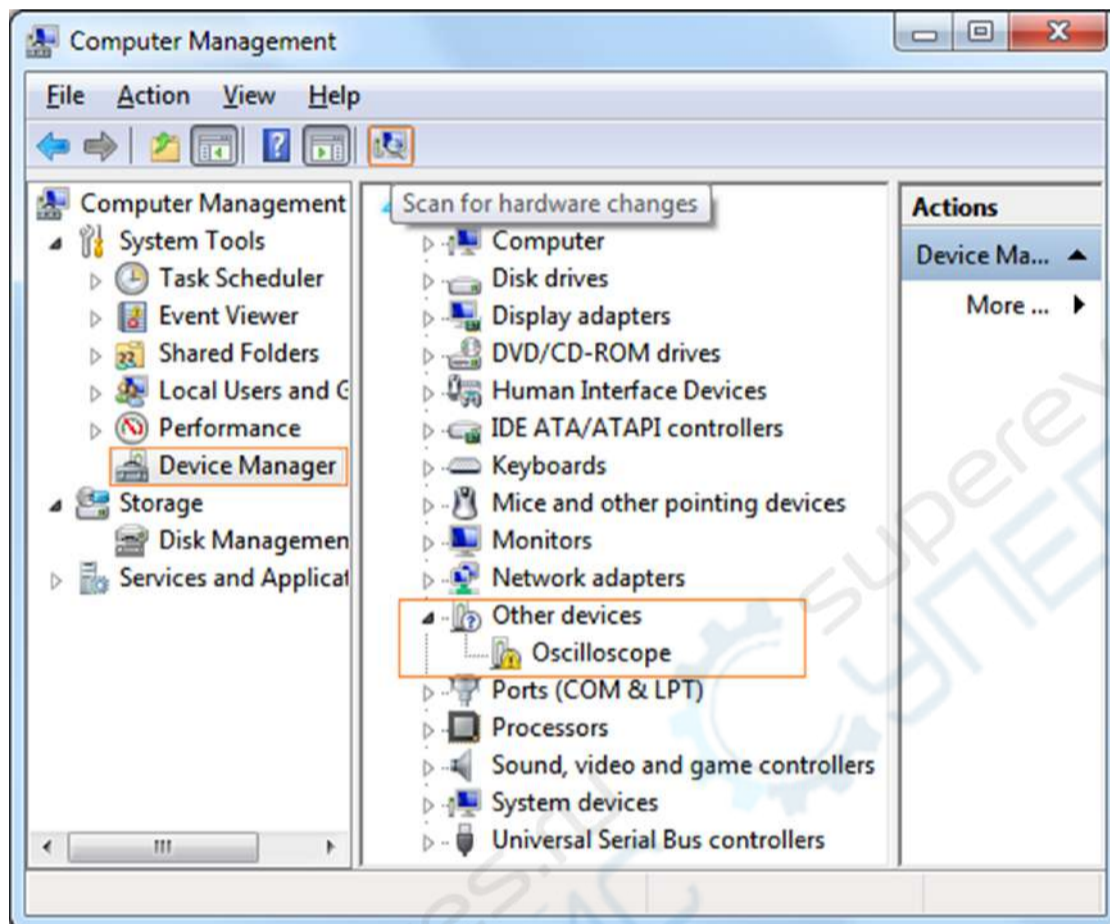 Computer Management
File Action View Help
Scan for hardware changes
Computer Management
System Tools
Task Scheduler
Event Viewer
Shared Folders
Local Users and G
Performance
Device Manager
Storage
Disk Managemen
Services and Applicat
Computer
Disk drives
Display adapters
DVD/CD-ROM drives
Human Interface Devices
IDE ATA/ATAPI controllers
Keyboards
Mice and other pointing devices
Monitors
Network adapters
Other devices
Oscilloscope
Ports (COM & LPT)
Processors
Sound, video and game controllers
System devices
Universal Serial Bus controllers
Actions
Device Ma...
More ...